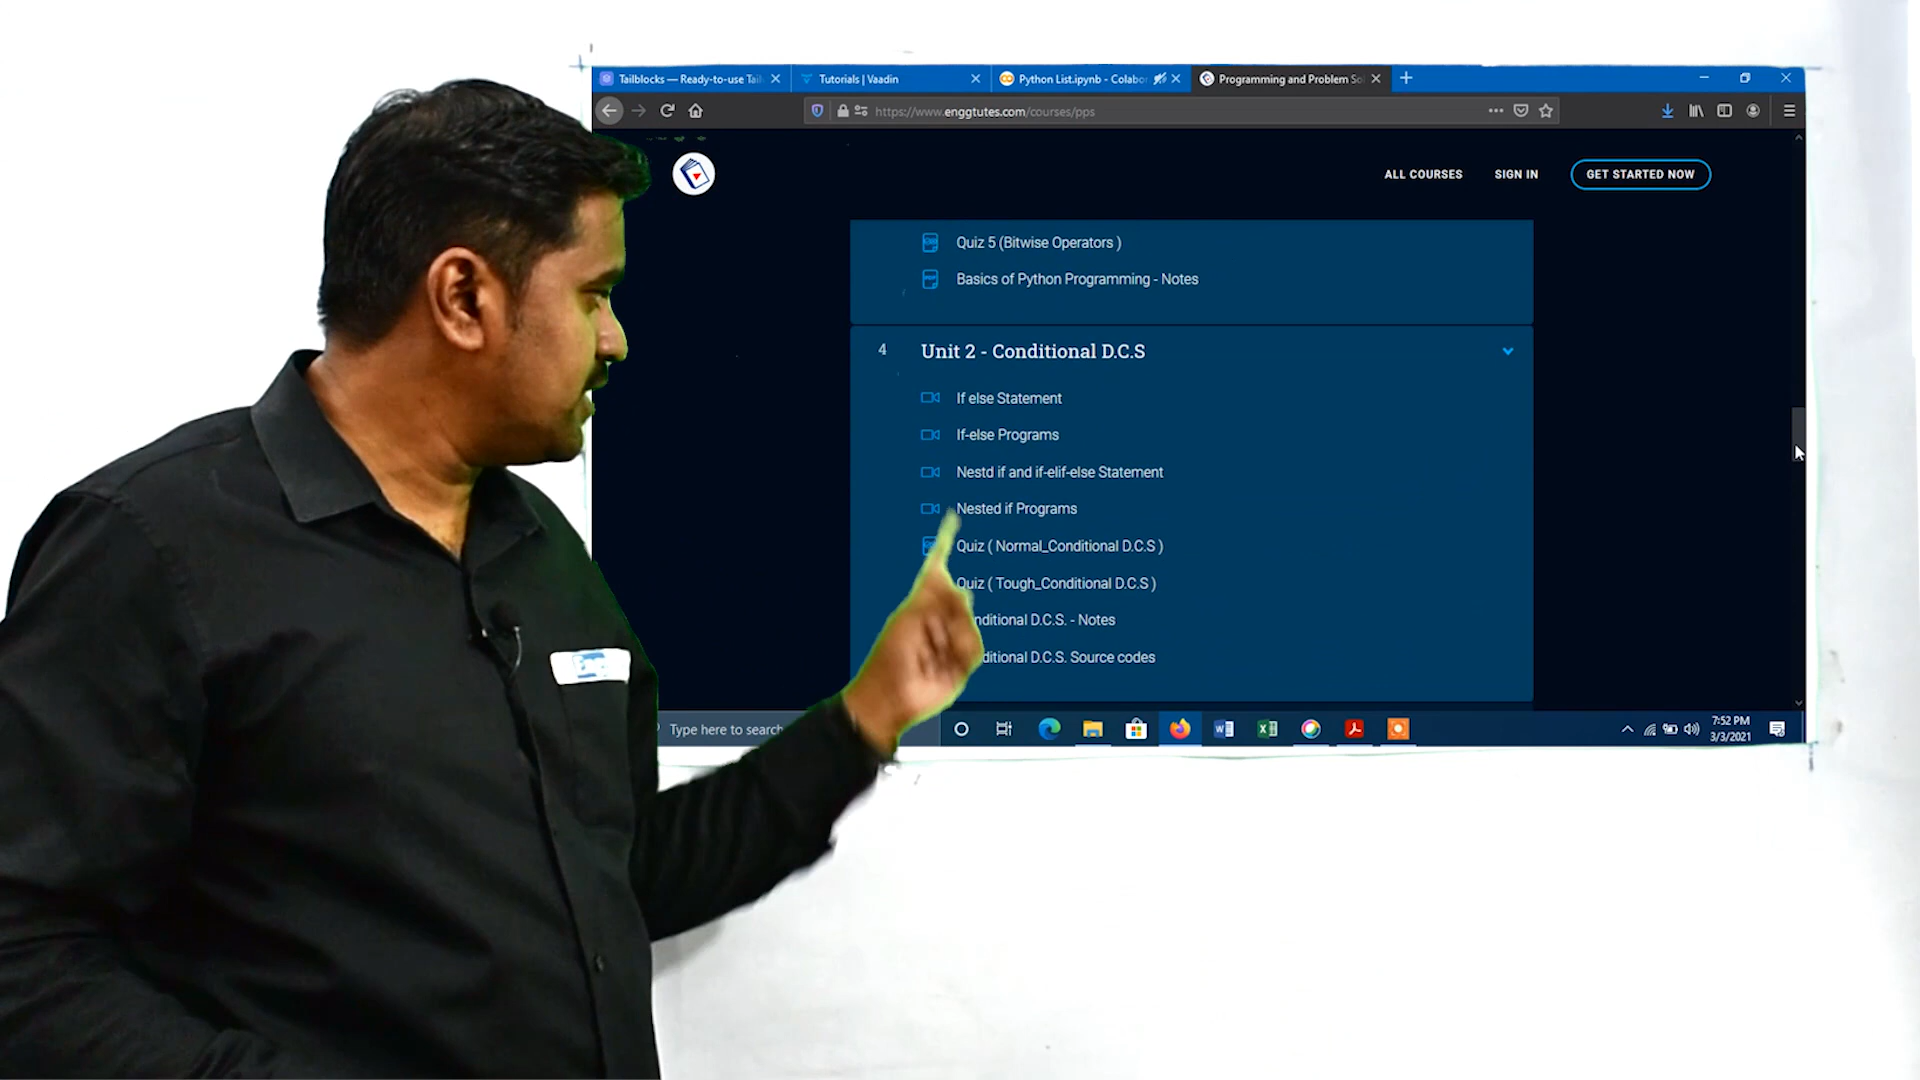 Tailblocks — Ready-to-use Tail
Tutorials | Vaadin
Python List.ipynb - Colabo
Programming and Problem So
https://www.enggtutes.com/courses/pps
ALL COURSES
SIGN IN
GET STARTED NOW
Quiz 5 (Bitwise Operators )
Basics of Python Programming - Notes
4 Unit 2 - Conditional D.C.S
If else Statement
If-else Programs
Nestd if and if-elif-else Statement
Nested if Programs
Quiz ( Normal_Conditional D.C.S )
Quiz ( Tough_Conditional D.C.S )
nditional D.C.S. - Notes
ditional D.C.S. Source codes
Type here to search
7:52 PM
3/3/2021